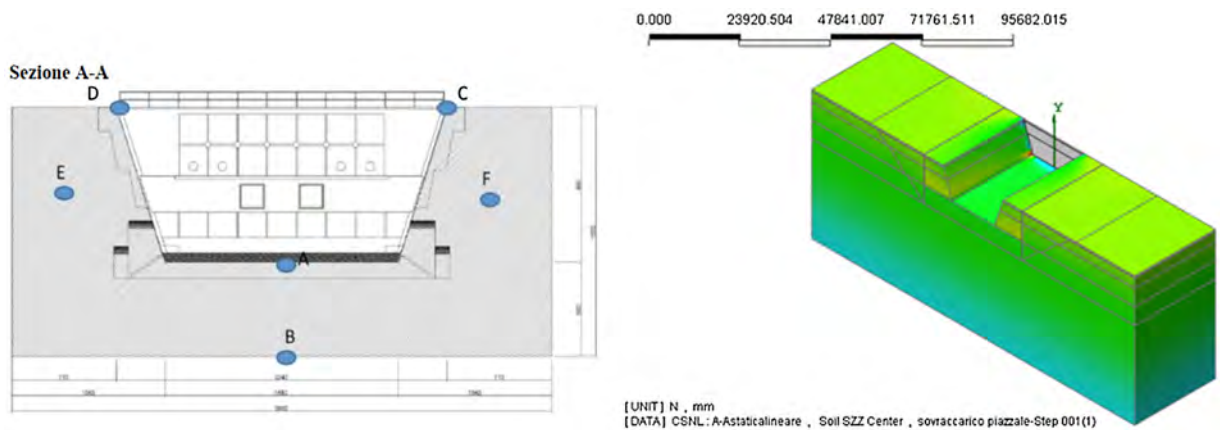 Sezione A-A
D
C
E
F
A
B
0.000 23920.504 47841.007 71761.511 95682.015
Y
[UNIT] N , mm
[DATA] CSNL : A-Astaticalineare , Soil SZZ Center , sovraccarico piazzale-Step 001(1)